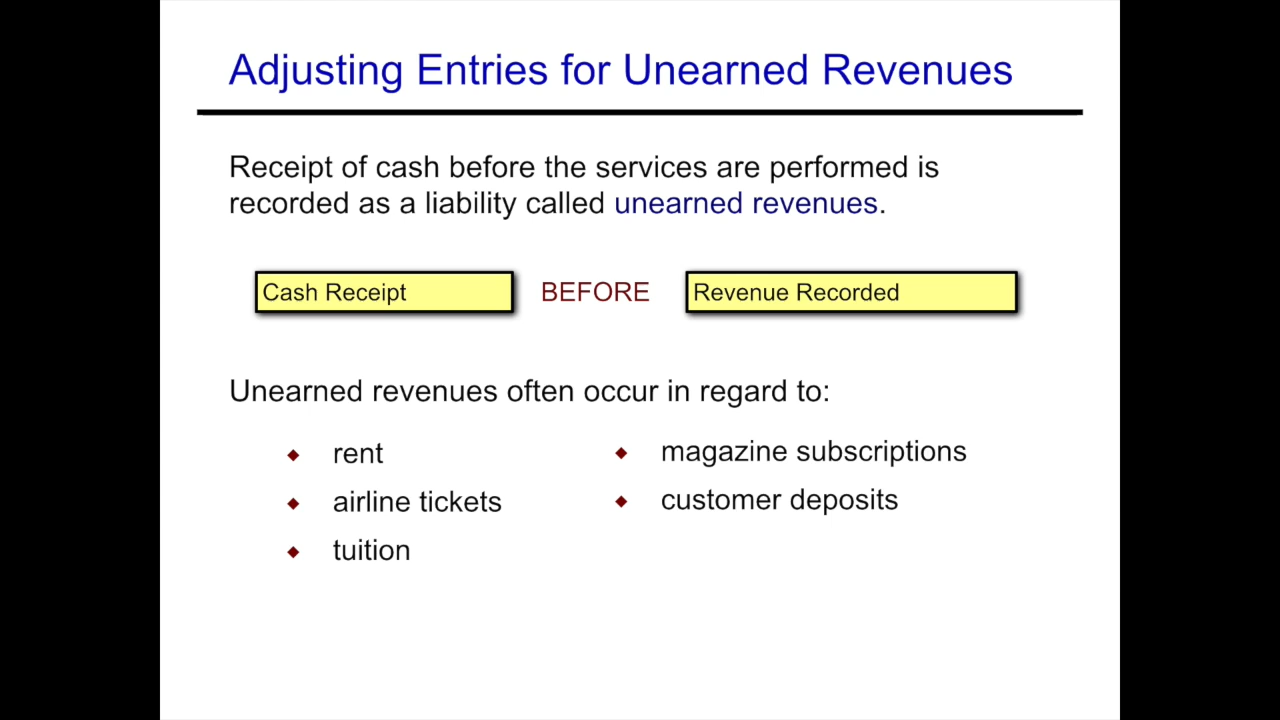 Adjusting Entries for Unearned Revenues
Receipt of cash before the services are performed is
recorded as a liability called unearned revenues.
Cash Receipt BEFORE Revenue Recorded
Unearned revenues often occur in regard to:
◆ rent
◆ airline tickets
◆ tuition
◆ magazine subscriptions
◆ customer deposits